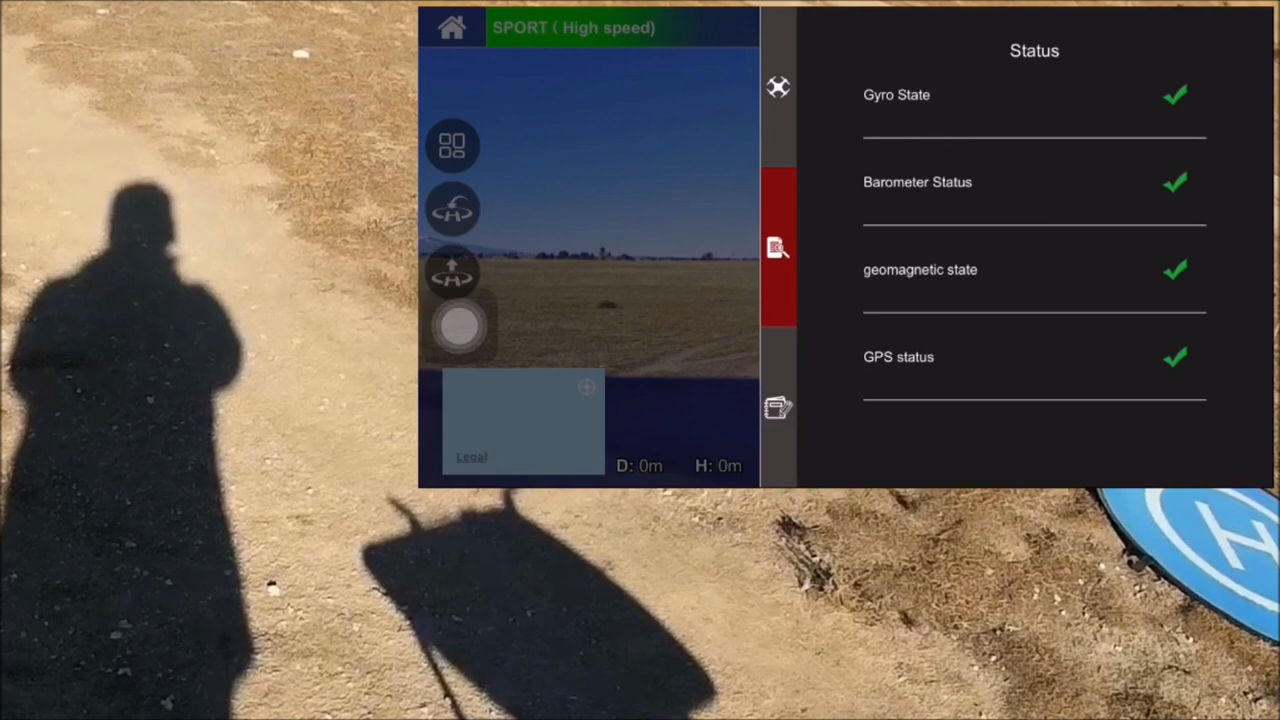 SPORT ( High speed)
Status
Gyro State
Barometer Status
geomagnetic state
GPS status
Legal
D: 0m H: 0m
H